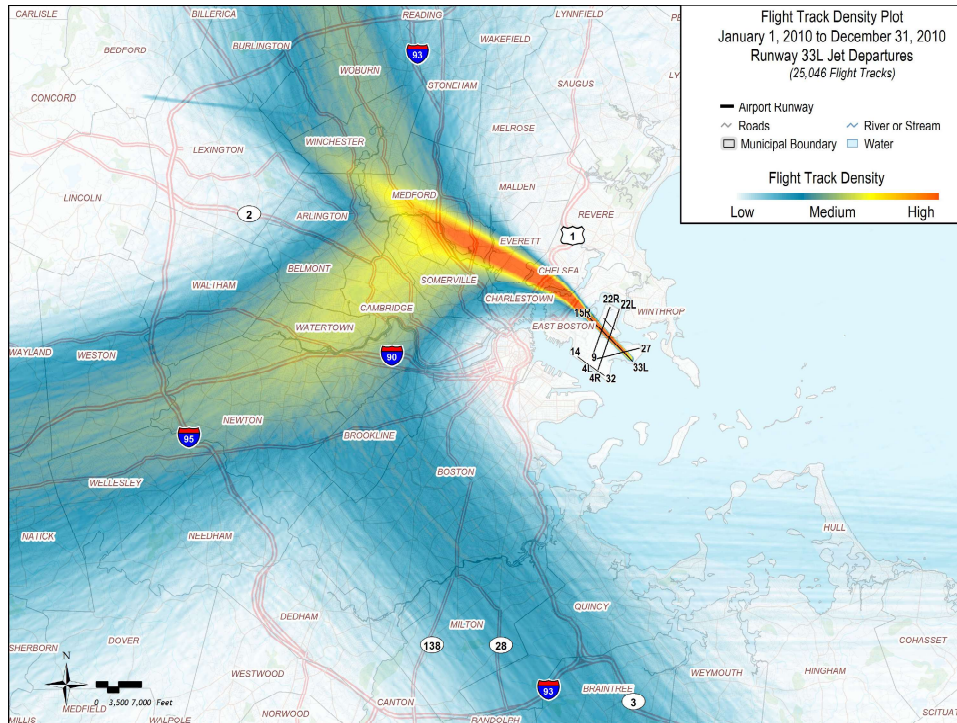 Flight Track Density Plot
January 1, 2010 to December 31, 2010
Runway 33L Jet Departures
(25,046 Flight Tracks)
Airport Runway
Roads
River or Stream
Municipal Boundary
Water
Flight Track Density
Low
Medium
High
CARLISLE
BILLERICA
READING
LYNNFIELD
BEDFORD
BURLINGTON
93
WAKEFIELD
WOBURN
STONEHAM
SAUGUS
CONCORD
MELROSE
WINCHESTER
LEXINGTON
MALDEN
LINCOLN
MEDFORD
2
ARLINGTON
REVERE
EVERETT
1
BELMONT
CHELSEA
SOMERVILLE
WALTHAM
CHARLESTOWN
22R
22L
CAMBRIDGE
15R
WINTHROP
WATERTOWN
EAST BOSTON
WAYLAND
WESTON
90
14
9
27
4L
33L
4R
32
NEWTON
95
BROOKLINE
BOSTON
WELLESLEY
HULL
NATICK
NEEDHAM
QUINCY
DEDHAM
MILTON
SHERBORN
DOVER
138
28
COHASSET
N
WESTWOOD
WEYMOUTH
HINGHAM
0 3,500 7,000 Feet
93
BRAINTREE
3
CANTON
MEDFIELD
NORWOOD
SCITUAT
MILLIS
WALPOLE
RANDOLPH